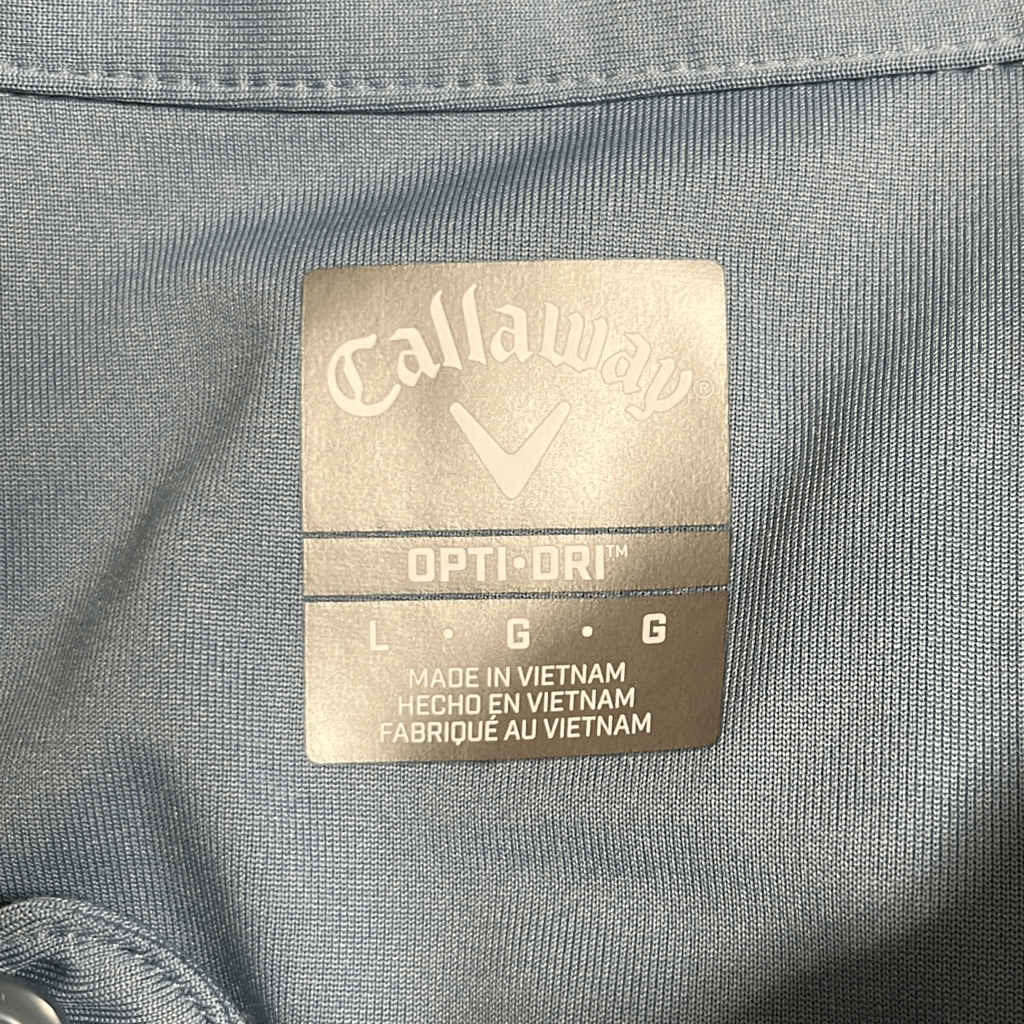 Callaway®
OPTI•DRI™
L • G • G
MADE IN VIETNAM
HECHO EN VIETNAM
FABRIQUÉ AU VIETNAM